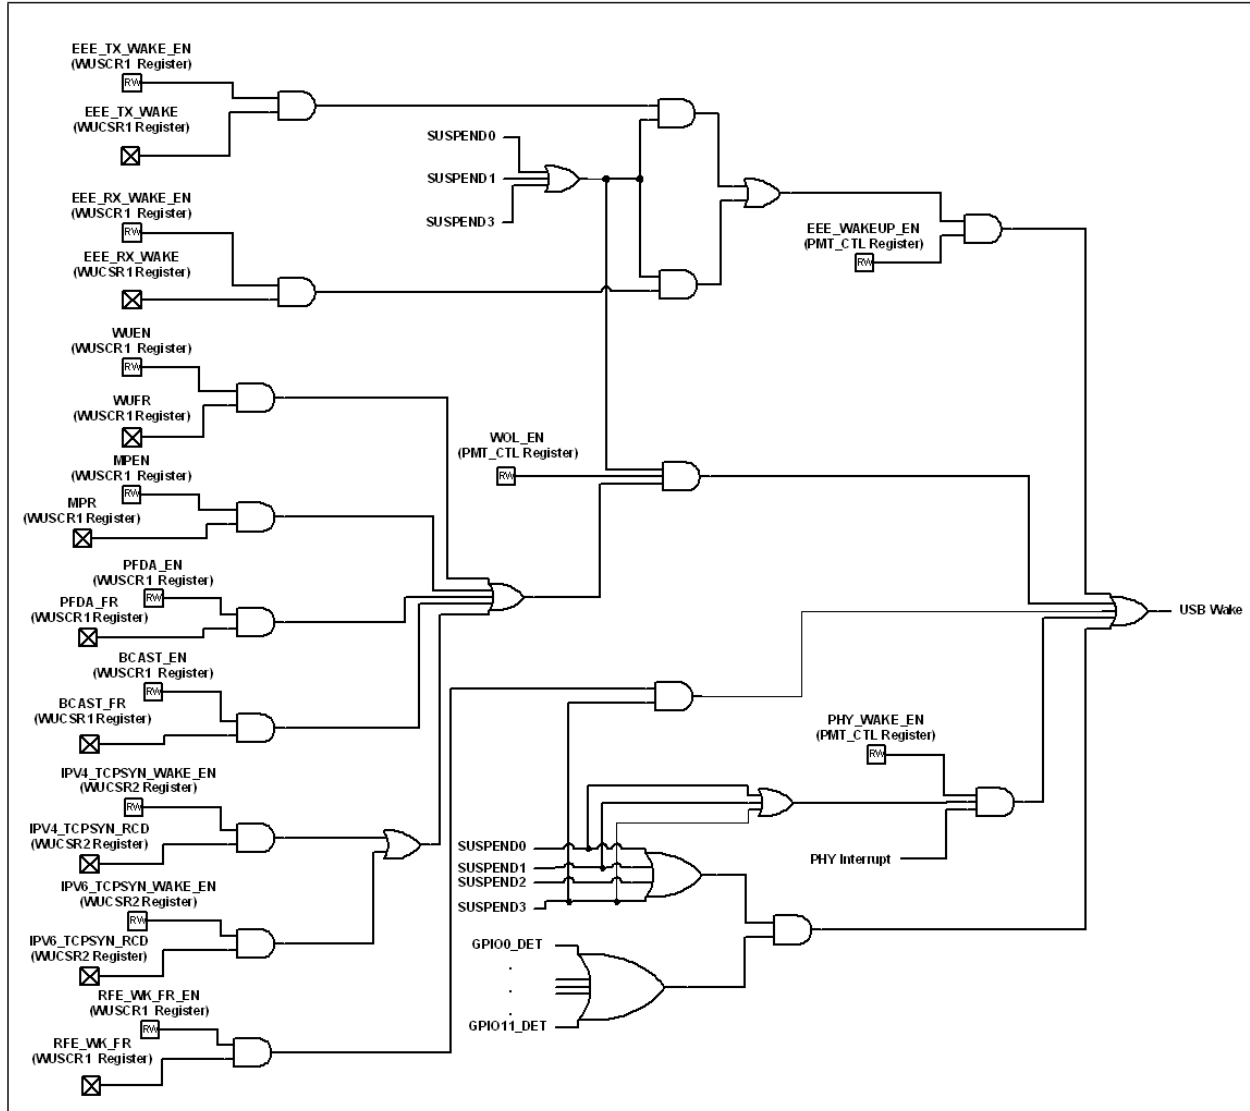 EEE_TX_WAKE_EN
(WUSCR1 Register)
RW
EEE_TX_WAKE
(WUCSR1 Register)
EEE_RX_WAKE_EN
(WUSCR1 Register)
RW
EEE_RX_WAKE
(WUCSR1 Register)
SUSPEND0
SUSPEND1
SUSPEND3
EEE_WAKEUP_EN
(PMT_CTL Register)
RW
WUEN
(WUSCR1 Register)
RW
WUFR
(WUSCR1 Register)
MPEN
(WUSCR1 Register)
RW
MPR
(WUSCR1 Register)
WOL_EN
(PMT_CTL Register)
RW
PFDA_EN
(WUSCR1 Register)
RW
PFDA_FR
(WUSCR1 Register)
USB Wake
BCAST_EN
(WUSCR1 Register)
RW
BCAST_FR
(WUCSR1 Register)
PHY_WAKE_EN
(PMT_CTL Register)
RW
PHY Interrupt
IPV4_TCPSYN_WAKE_EN
(WUCSR2 Register)
RW
IPV4_TCPSYN_RCD
(WUCSR2 Register)
IPV6_TCPSYN_WAKE_EN
(WUCSR2 Register)
RW
IPV6_TCPSYN_RCD
(WUCSR2 Register)
SUSPEND0
SUSPEND1
SUSPEND2
SUSPEND3
GPIO0_DET
.
.
.
GPIO11_DET
RFE_WK_FR_EN
(WUSCR1 Register)
RW
RFE_WK_FR
(WUSCR1 Register)